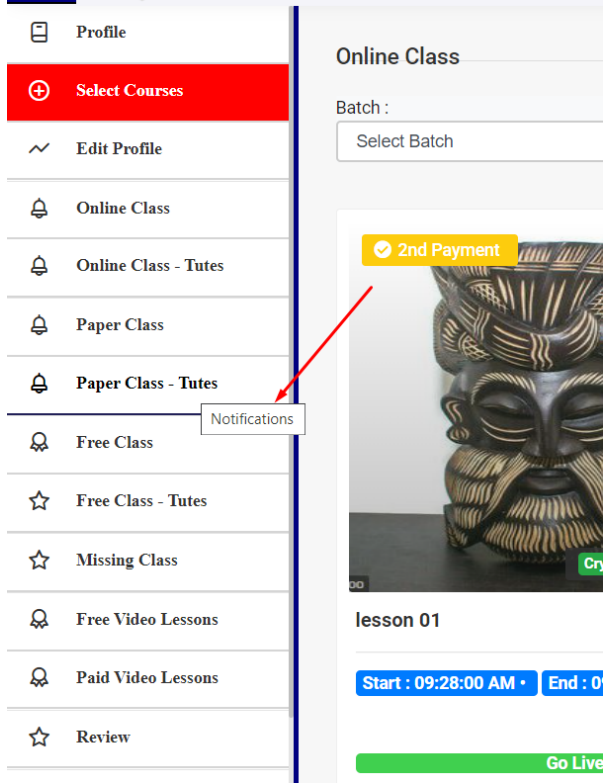 Profile
Select Courses
Edit Profile
Online Class
Online Class - Tutes
Paper Class
Paper Class - Tutes
Notifications
Free Class
Free Class - Tutes
Missing Class
Free Video Lessons
Paid Video Lessons
Review
Online Class
Batch :
Select Batch
2nd Payment
lesson 01
Start : 09:28:00 AM •
End : 09
Go Live